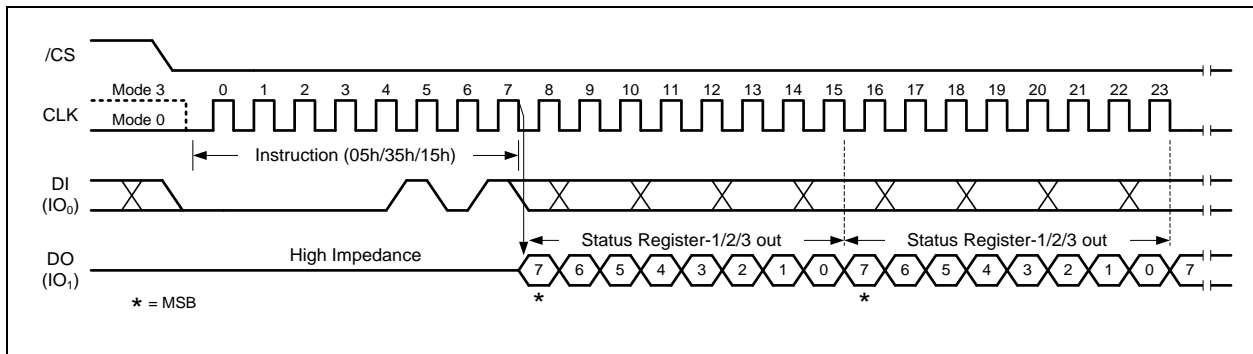 /CS
Mode 3
0 1 2 3 4 5 6 7 8 9 10 11 12 13 14 15 16 17 18 19 20 21 22 23
CLK
Mode 0
Instruction (05h/35h/15h)
DI
(IO0)
Status Register-1/2/3 out Status Register-1/2/3 out
High Impedance
DO
(IO1)
7 6 5 4 3 2 1 0 7 6 5 4 3 2 1 0 7
* *
* = MSB